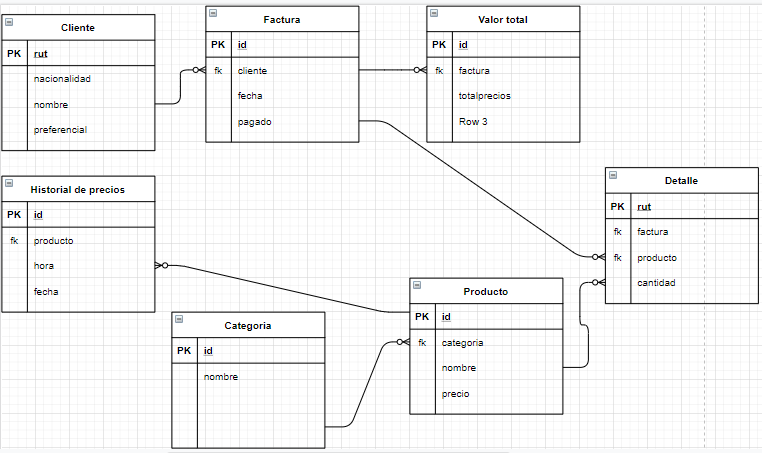 Cliente
PK rut
nacionalidad
nombre
preferencial
Factura
PK id
fk cliente
fecha
pagado
Valor total
PK id
fk factura
totalprecios
Row 3
Historial de precios
PK id
fk producto
hora
fecha
Detalle
PK rut
fk factura
fk producto
cantidad
Categoria
PK id
nombre
Producto
PK id
fk categoria
nombre
precio